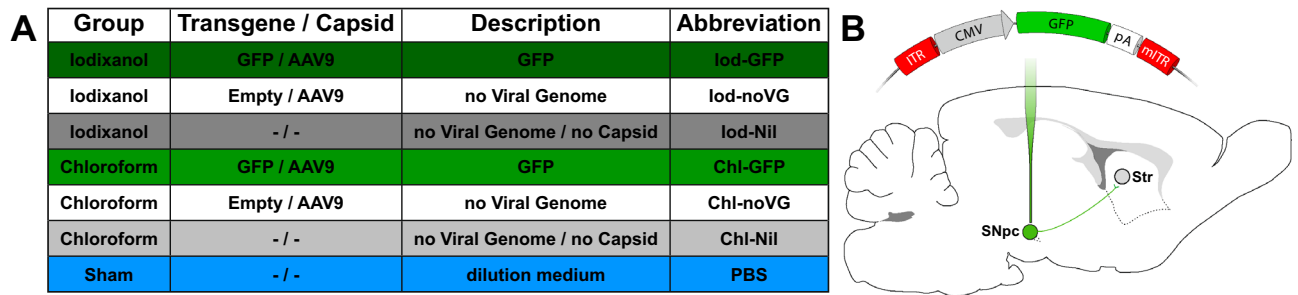 A
Group Transgene / Capsid Description Abbreviation
Iodixanol GFP / AAV9 GFP Iod-GFP
Iodixanol Empty / AAV9 no Viral Genome Iod-noVG
Iodixanol - / - no Viral Genome / no Capsid Iod-Nil
Chloroform GFP / AAV9 GFP Chl-GFP
Chloroform Empty / AAV9 no Viral Genome Chl-noVG
Chloroform - / - no Viral Genome / no Capsid Chl-Nil
Sham - / - dilution medium PBS
B
ITR CMV GFP pA mITR
Str
SNpc